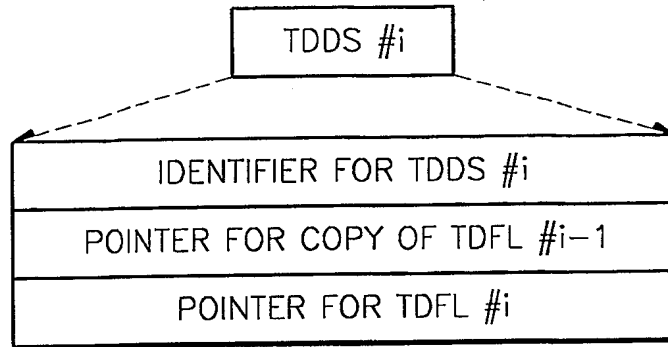 TDDS #i
IDENTIFIER FOR TDDS #i
POINTER FOR COPY OF TDFL #i-1
POINTER FOR TDFL #i